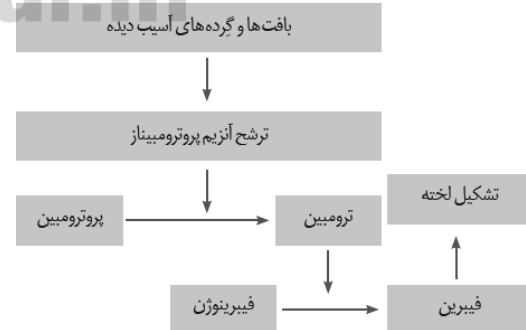 بافت‌ها و گِرده‌های آسیب دیده
ترشح آنزیم پروترومبیناز
تشکیل لخته
ترومبین
پروترومبین
فیبرین
فیبرینوژن